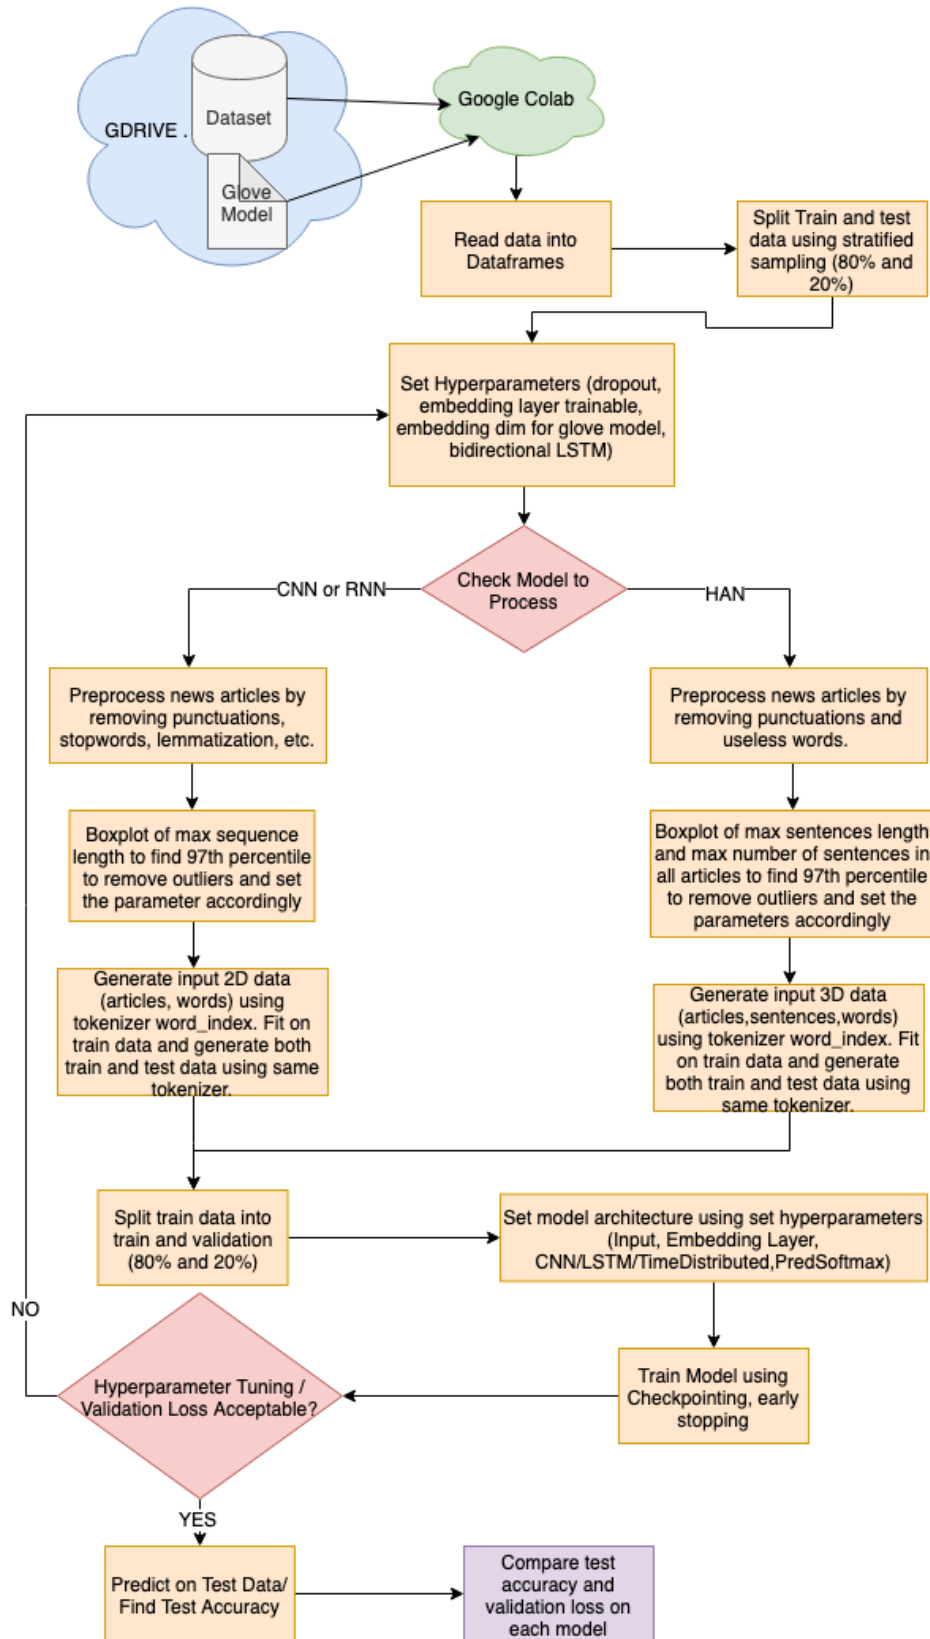 Dataset
GDRIVE .
Glove
Model
Google Colab
Read data into
Dataframes
Split Train and test
data using stratified
sampling (80% and
20%)
Set Hyperparameters (dropout,
embedding layer trainable,
embedding dim for glove model,
bidirectional LSTM)
Check Model to
Process
CNN or RNN
HAN
Preprocess news articles by
removing punctuations,
stopwords, lemmatization, etc.
Preprocess news articles by
removing punctuations and
useless words.
Boxplot of max sequence
length to find 97th percentile
to remove outliers and set
the parameter accordingly
Boxplot of max sentences length
and max number of sentences in
all articles to find 97th percentile
to remove outliers and set the
parameters accordingly
Generate input 2D data
(articles, words) using
tokenizer word_index. Fit on
train data and generate both
train and test data using same
tokenizer.
Generate input 3D data
(articles,sentences,words)
using tokenizer word_index. Fit
on train data and generate
both train and test data using
same tokenizer.
Split train data into
train and validation
(80% and 20%)
Set model architecture using set hyperparameters
(Input, Embedding Layer,
CNN/LSTM/TimeDistributed,PredSoftmax)
NO
Hyperparameter Tuning /
Validation Loss Acceptable?
Train Model using
Checkpointing, early
stopping
YES
Predict on Test Data/
Find Test Accuracy
Compare test
accuracy and
validation loss on
each model